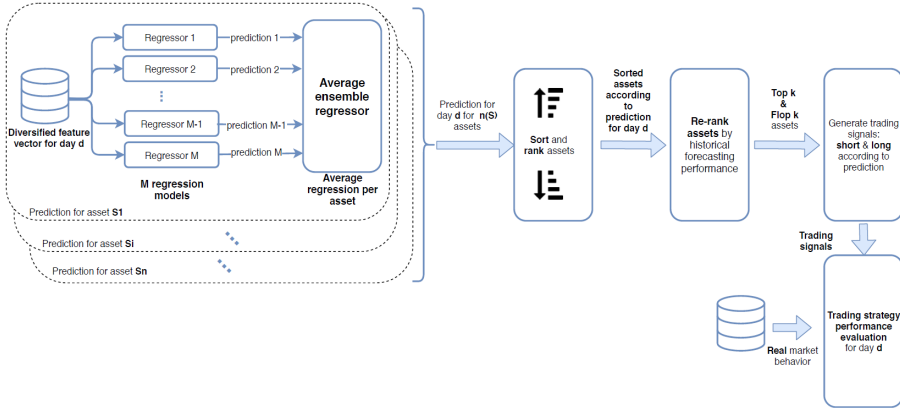 Regressor 1
prediction 1
Regressor 2
prediction 2
Regressor M-1
prediction M-1
Regressor M
prediction M
Diversified feature
vector for day d
M regression
models
Average
ensemble
regressor
Average
regression per
asset
Prediction for asset S1
Prediction for asset Si
Prediction for asset Sn
Prediction for
day d for n(S)
assets
Sort and
rank assets
Sorted
assets
according
to
prediction
for day d
Re-rank
assets by
historical
forecasting
performance
Top k
&
Flop k
assets
Generate trading
signals:
short & long
according to
prediction
Trading
signals
Real market
behavior
Trading strategy
performance
evaluation
for day d